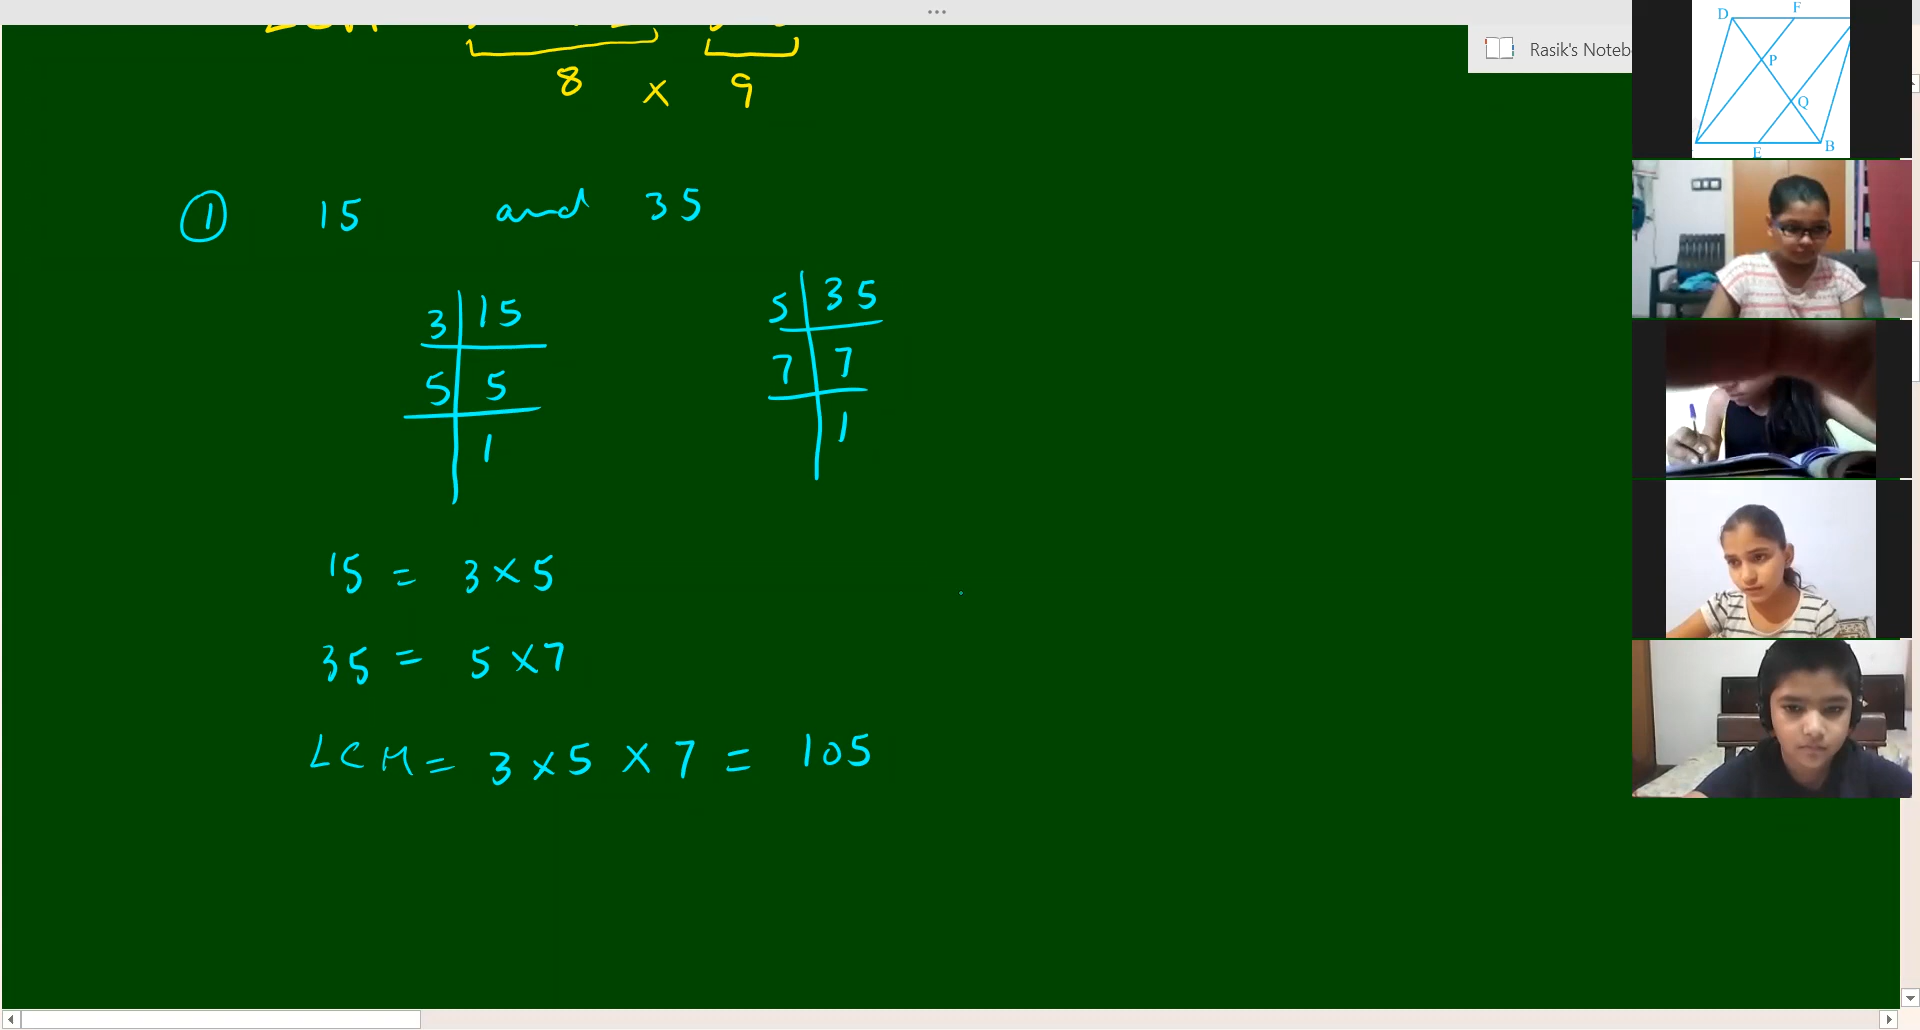 8 × 9
Rasik's Noteb
D F
P
Q
E B
① 15 and 35
3 15 5 35
5 5 7 7
1 1
15 = 3 × 5
35 = 5 × 7
LCM = 3 × 5 × 7 = 105